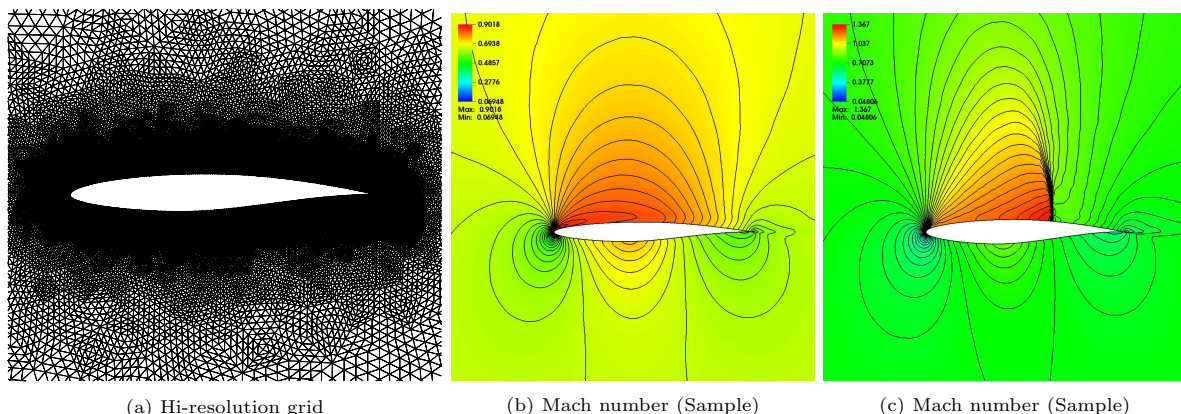 0.9018
0.6938
0.4857
0.2776
0.06948
Max: 0.9018
Min: 0.06948
1.367
1.037
0.7073
0.3777
0.04806
Max: 1.367
Min: 0.04806
(a) Hi-resolution grid
(b) Mach number (Sample)
(c) Mach number (Sample)